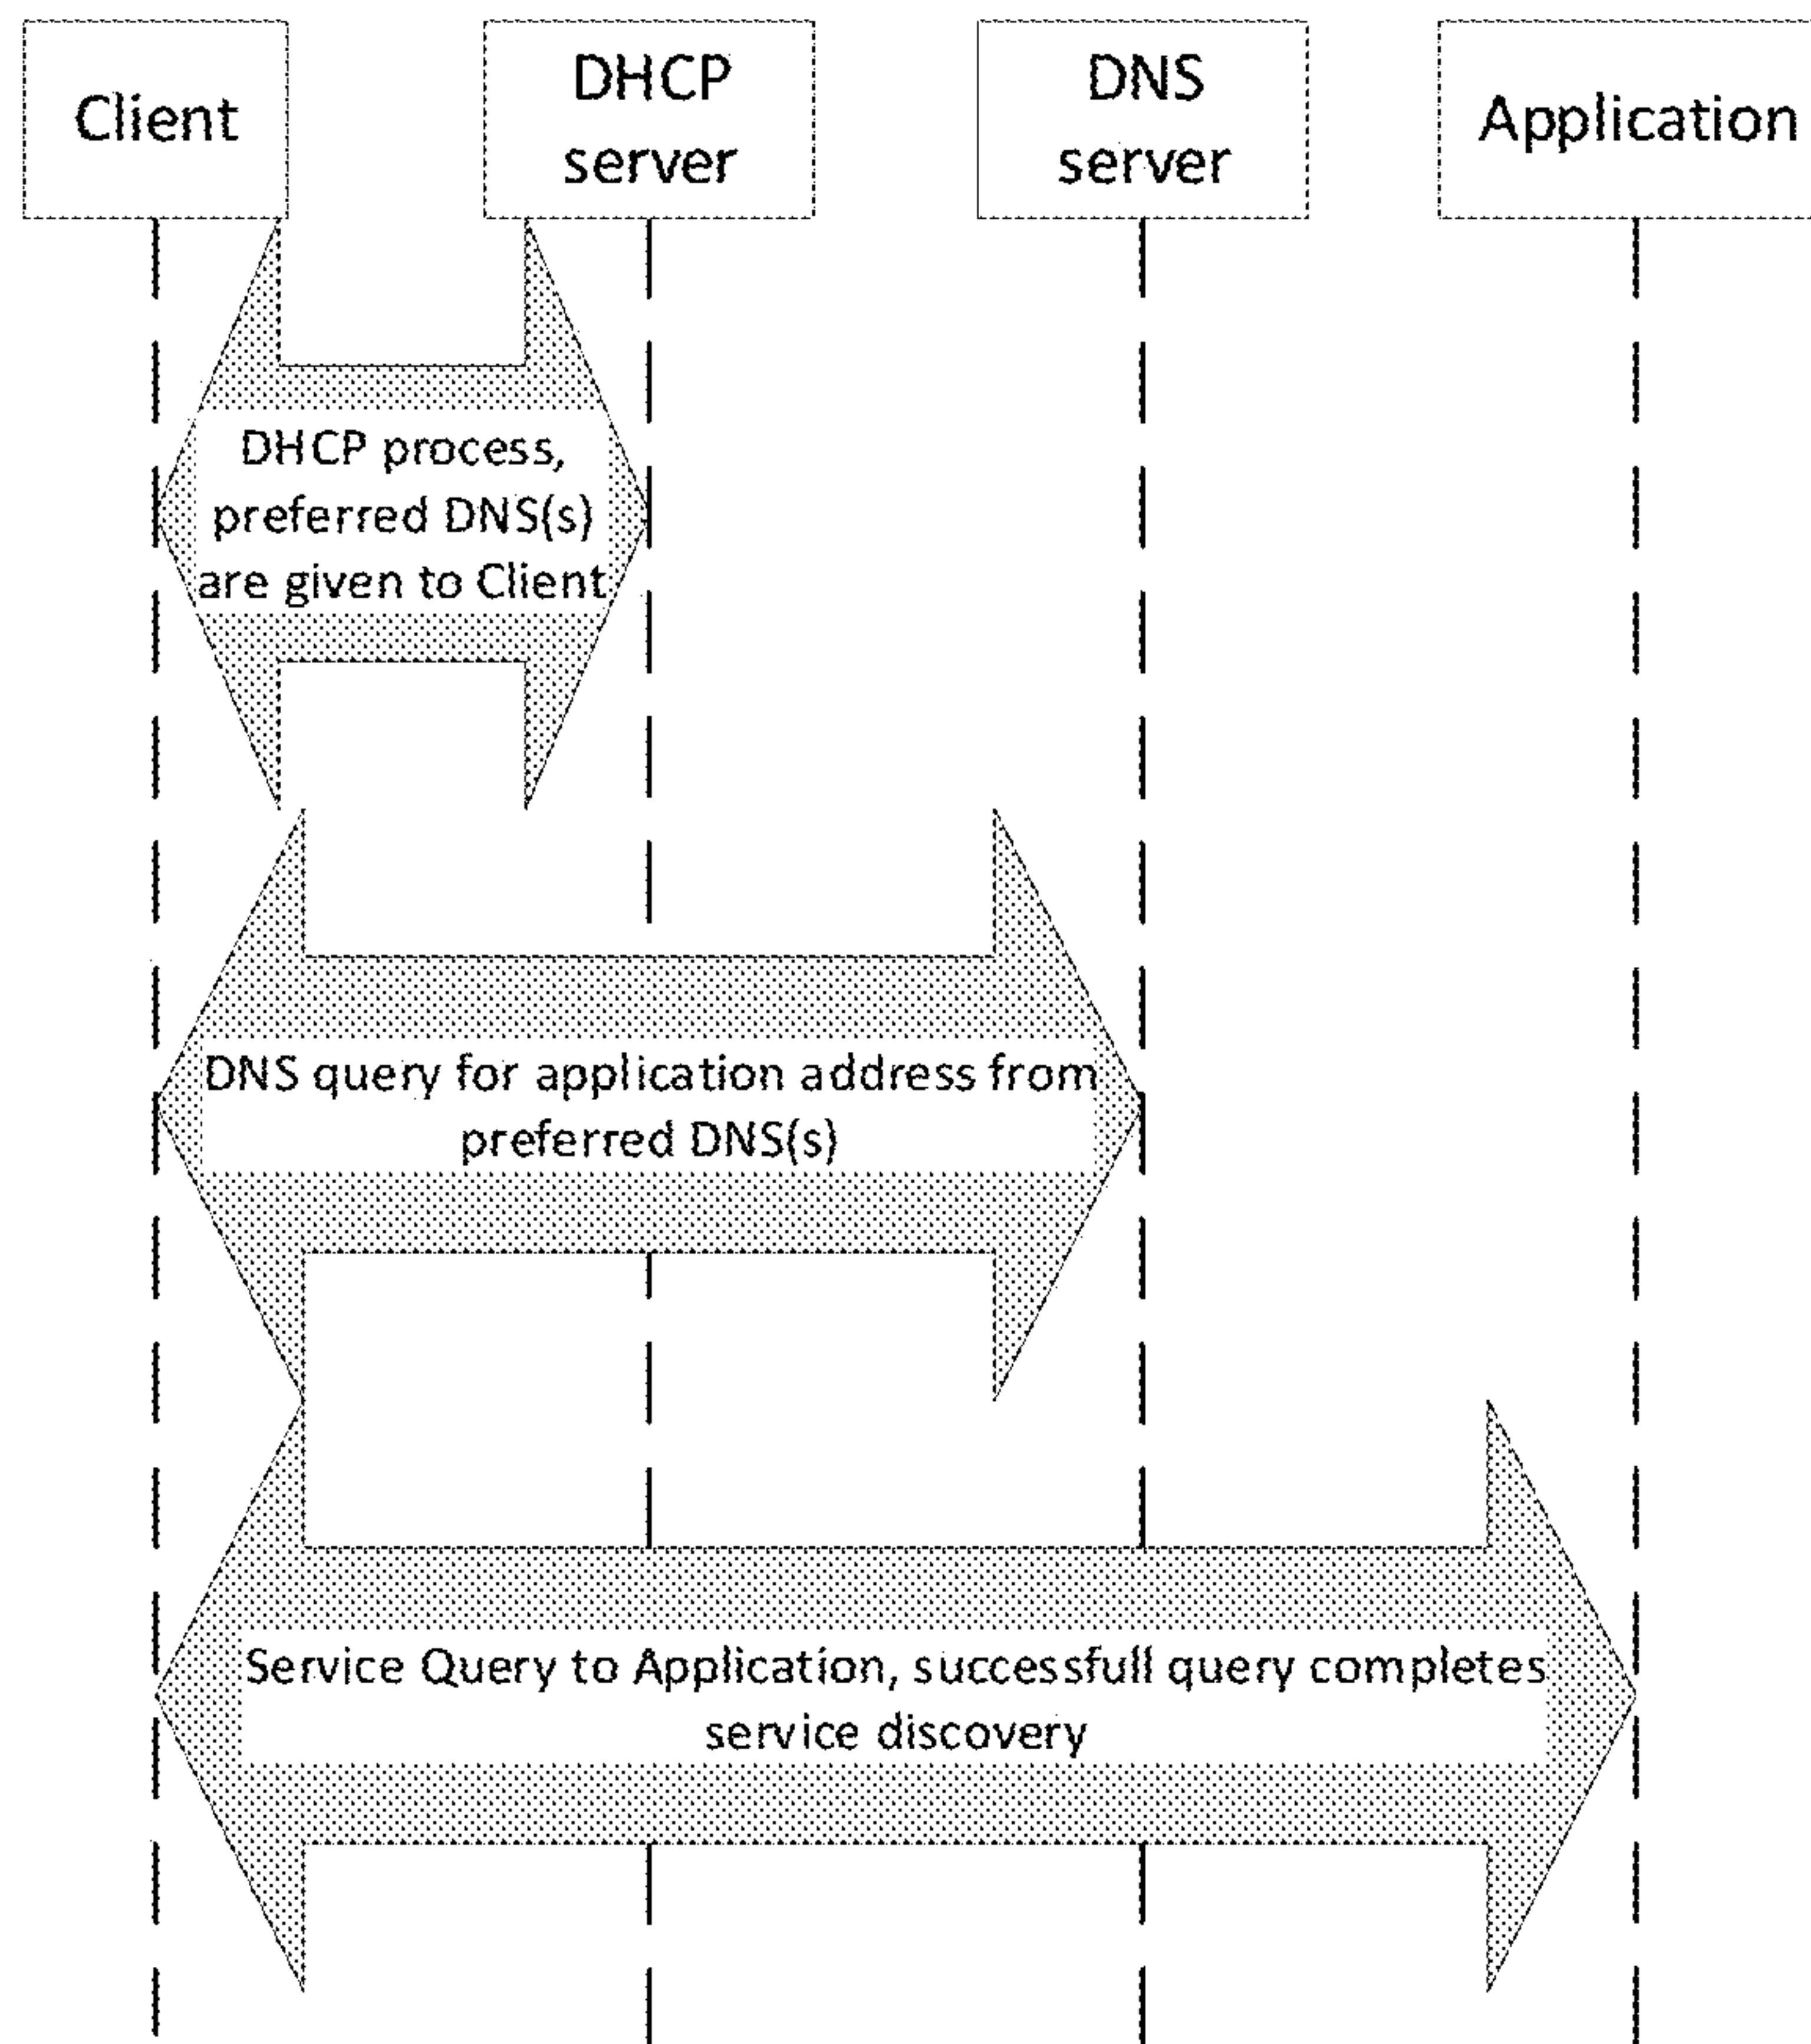 Client
DHCP
server
DNS
server
Application
DHCP process,
preferred DNS(s)
are given to Client
DNS query for application address from
preferred DNS(s)
Service Query to Application, successfull query completes
service discovery